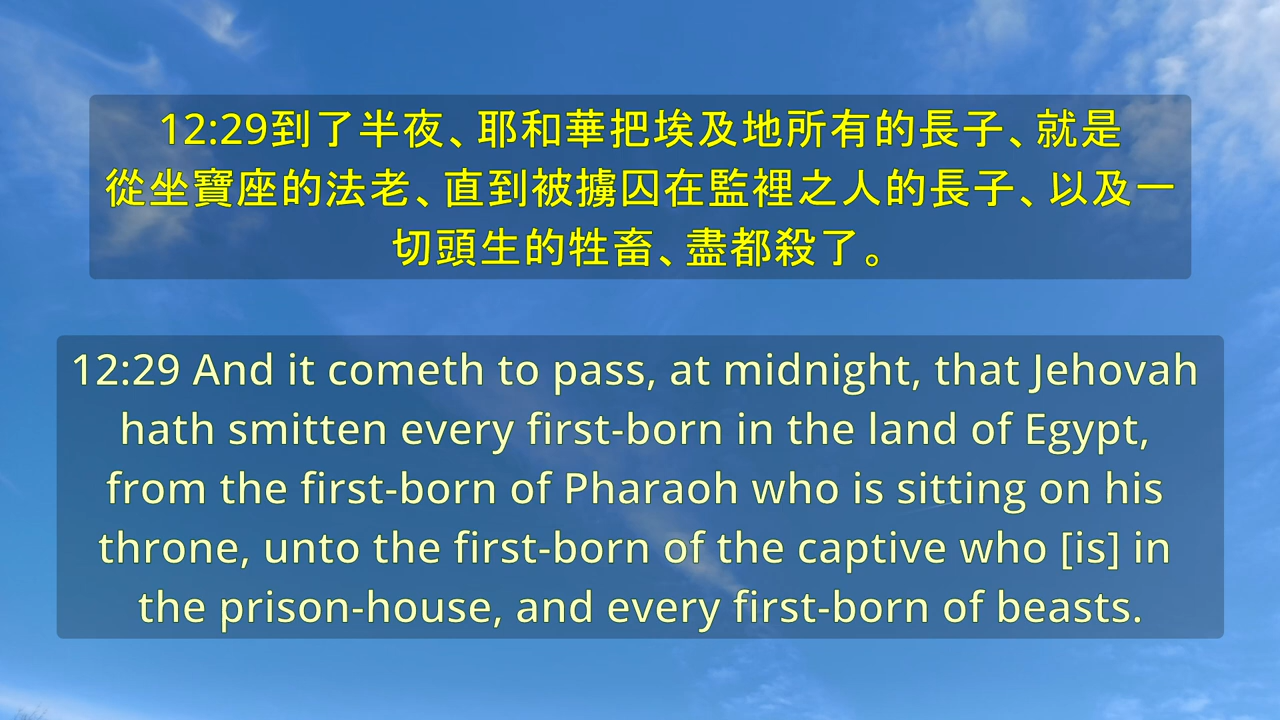 12:29到了半夜、耶和華把埃及地所有的長子、就是
從坐寶座的法老、直到被擄囚在監裡之人的長子、以及一
切頭生的牲畜、盡都殺了。
12:29 And it cometh to pass, at midnight, that Jehovah
hath smitten every first-born in the land of Egypt,
from the first-born of Pharaoh who is sitting on his
throne, unto the first-born of the captive who [is] in
the prison-house, and every first-born of beasts.